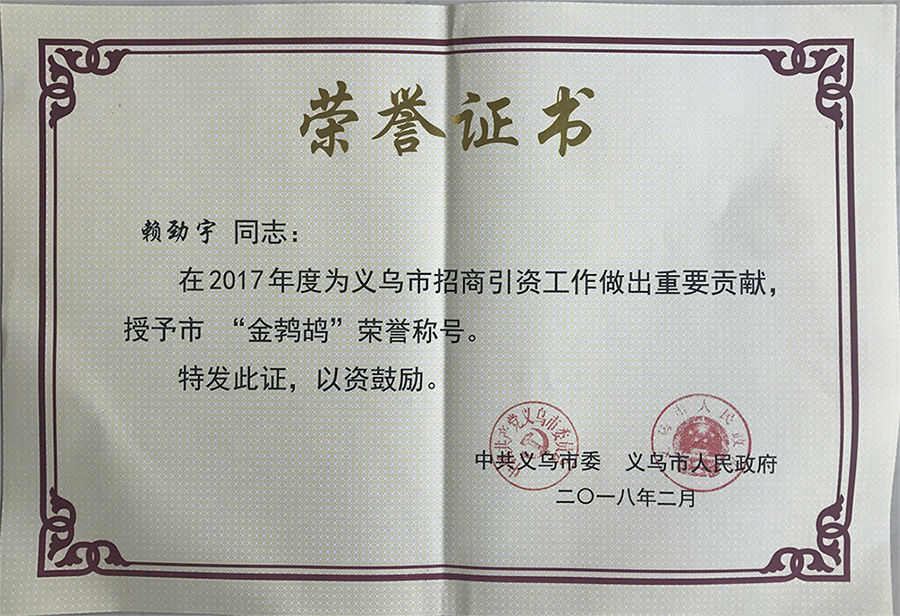 荣誉证书
赖劲宇 同志：
在2017年度为义乌市招商引资工作做出重要贡献，
授予市 “金鹁鸪” 荣誉称号。
特发此证，以资鼓励。
中共义乌市委 义乌市人民政府
二〇一八年二月